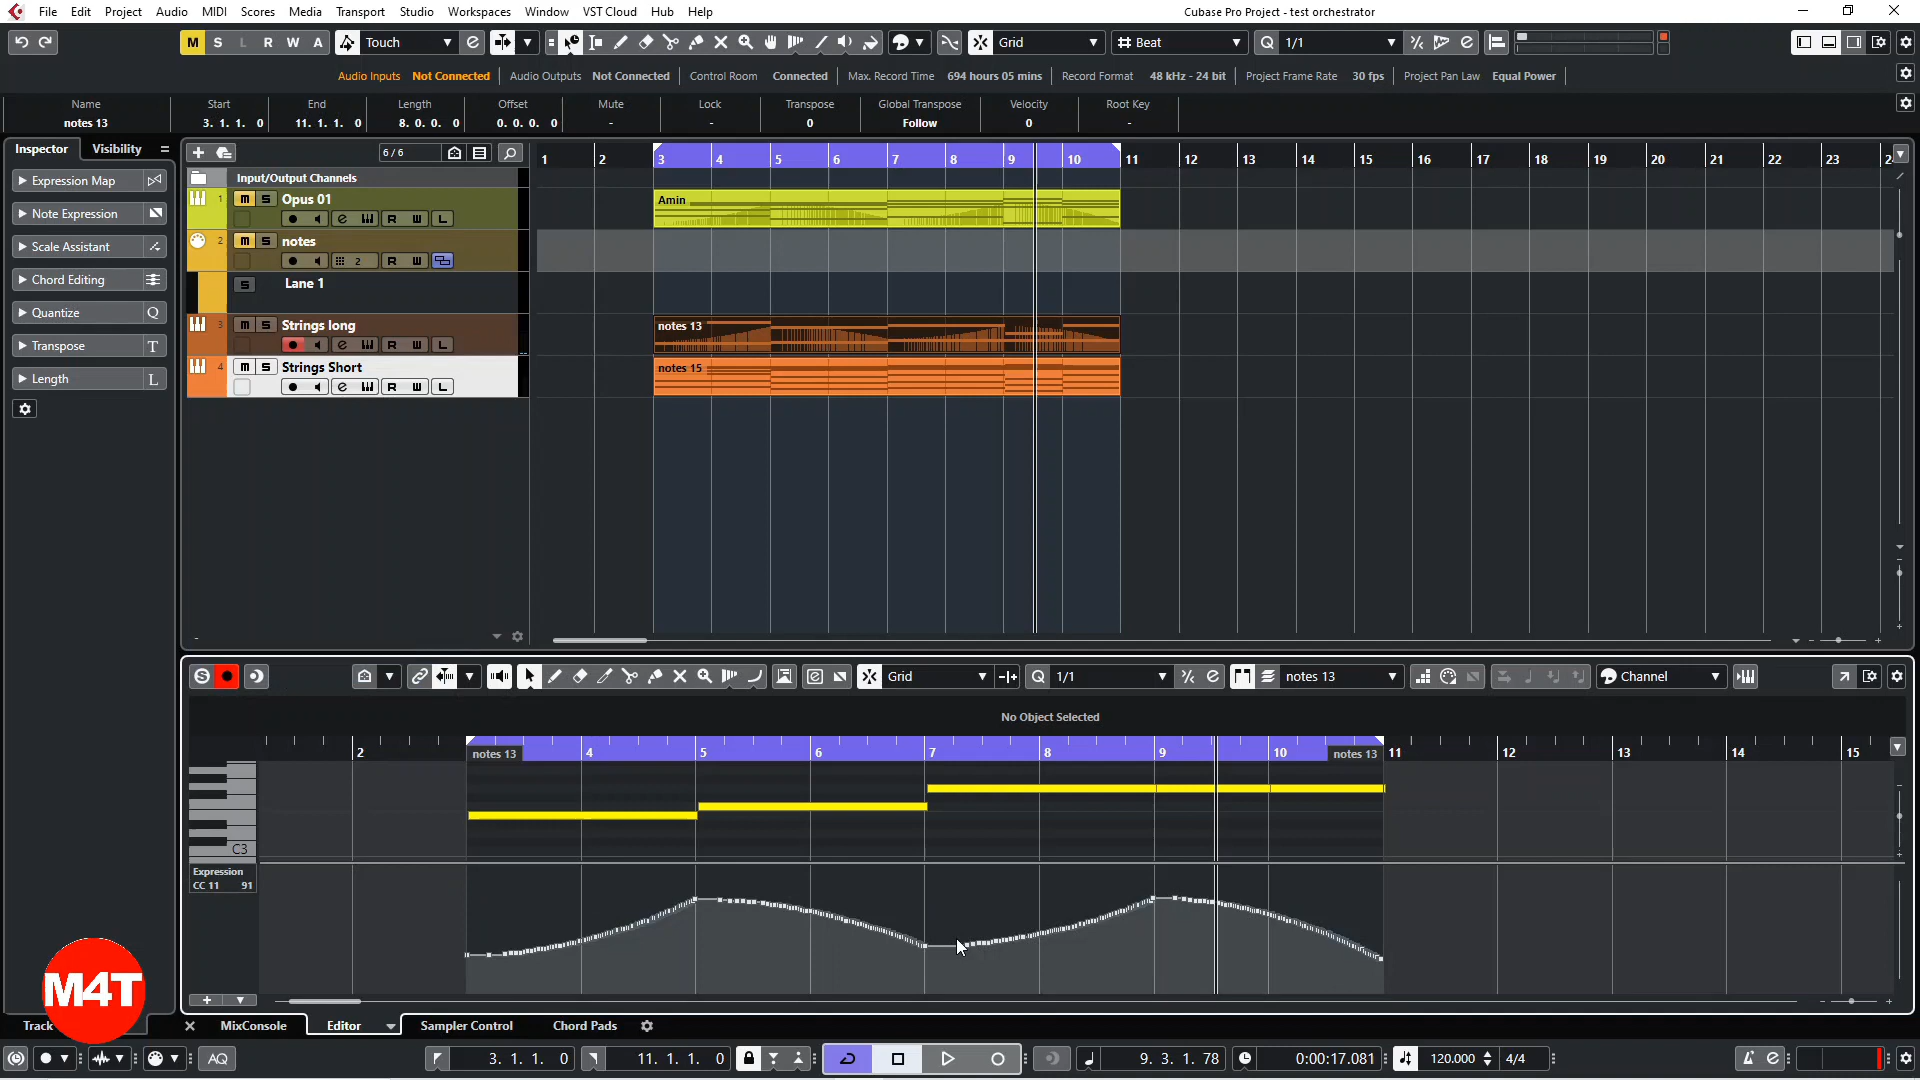 File Edit Project Audio MIDI Scores Media Transport Studio Workspaces Window VST Cloud Hub Help Cubase Pro Project - test orchestrator
M S L R W A Touch Grid Beat 1/1
Audio Inputs Not Connected Audio Outputs Not Connected Control Room Connected Max. Record Time 694 hours 05 mins Record Format 48 kHz - 24 bit Project Frame Rate 30 fps Project Pan Law Equal Power
Name Start End Length Offset Mute Lock Transpose Global Transpose Velocity Root Key
notes 13 3. 1. 1. 0 11. 1. 1. 0 8. 0. 0. 0 0. 0. 0. 0 - - 0 Follow 0 -
Inspector Visibility 6 / 6 1 2 3 4 5 6 7 8 9 10 11 12 13 14 15 16 17 18 19 20 21 22 23
Expression Map
Input/Output Channels
1 m S Opus 01 Amin
e R W L
Note Expression
2 m S notes
2 R W
Scale Assistant
Chord Editing
S Lane 1
Quantize Q
3 m S Strings long notes 13
R W L
Transpose T
4 m S Strings Short notes 15
e R W L
Length L
S Grid Q 1/1 notes 13 Channel
No Object Selected
2 notes 13 4 5 6 7 8 9 10 notes 13 11 12 13 14 15
C3
Expression
CC 11 91
M4T
Track MixConsole Editor Sampler Control Chord Pads
AQ 3. 1. 1. 0 11. 1. 1. 0 9. 3. 1. 78 0:00:17.081 120.000 4/4